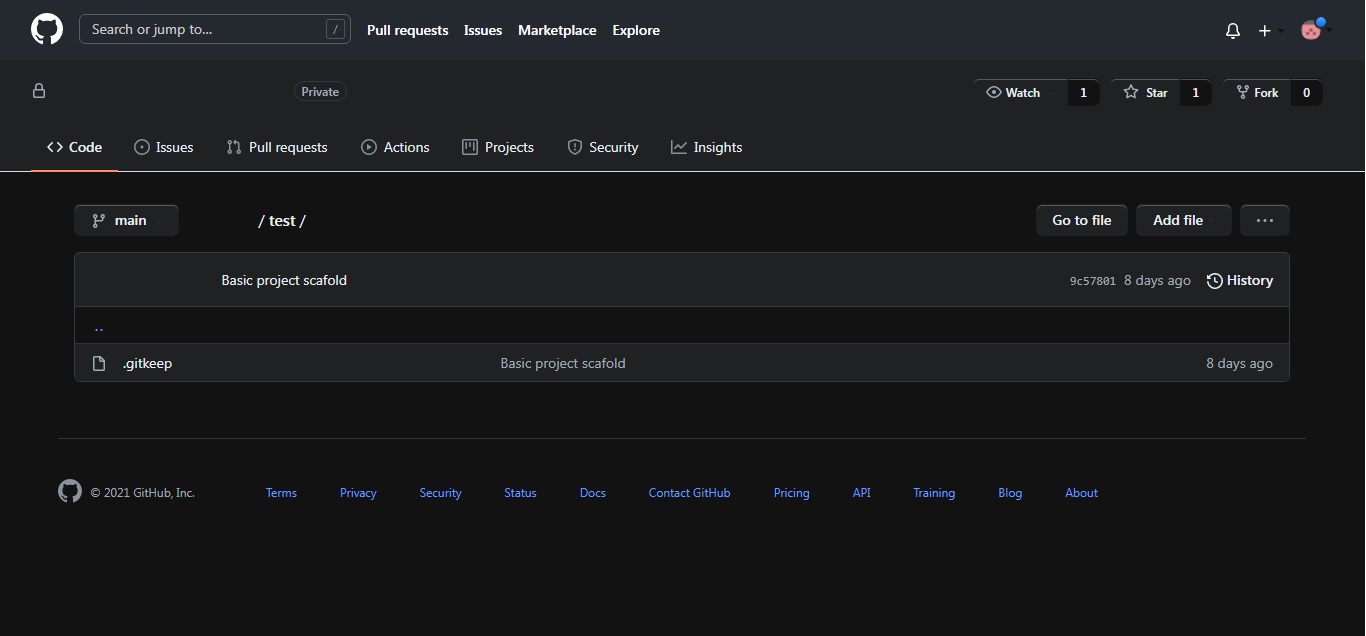 Search or jump to... / Pull requests Issues Marketplace Explore
Private Watch 1 Star 1 Fork 0
Code Issues Pull requests Actions Projects Security Insights
main / test / Go to file Add file ...
Basic project scafold 9c57801 8 days ago History
..
.gitkeep Basic project scafold 8 days ago
© 2021 GitHub, Inc. Terms Privacy Security Status Docs Contact GitHub Pricing API Training Blog About